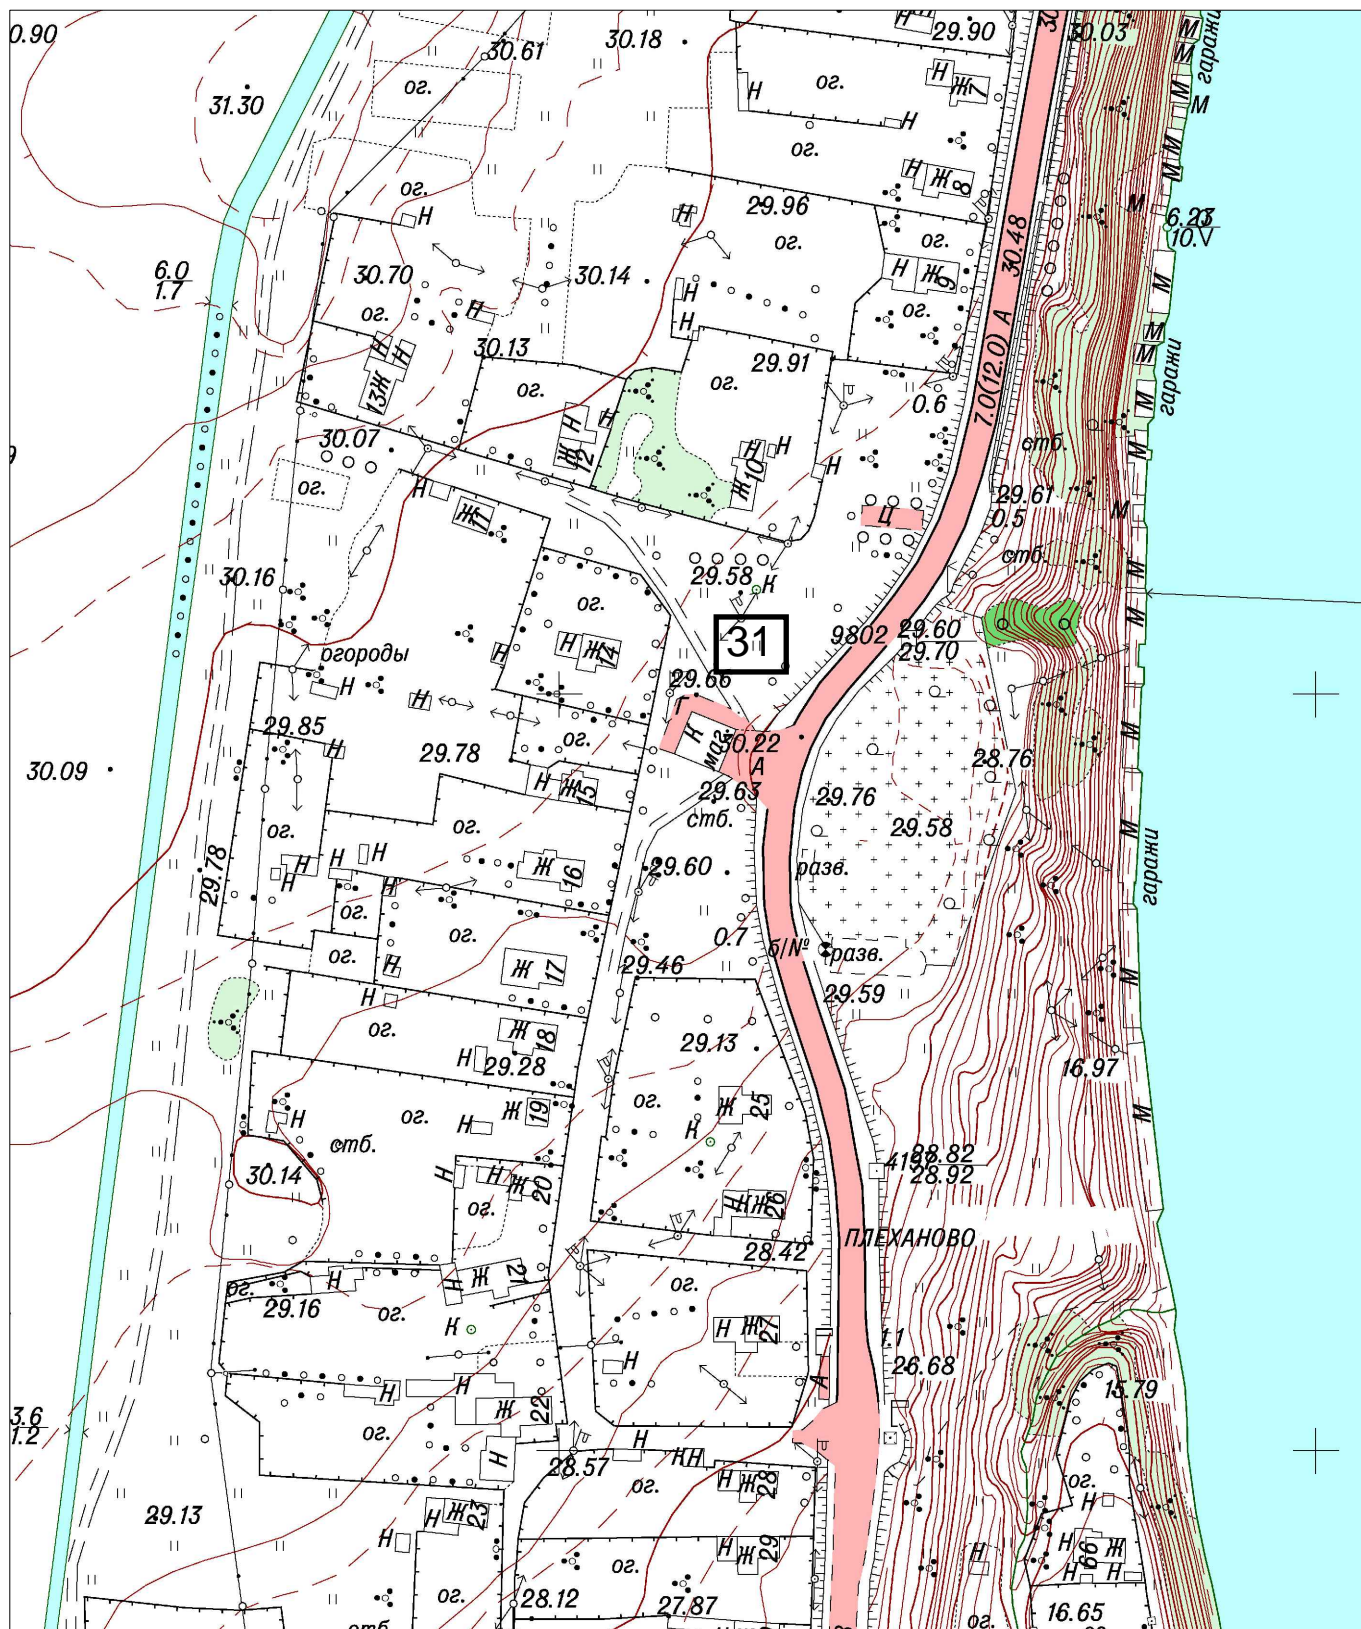 0.90
30.61
30.18
Н
29.90
30
30.03
М
М
гаражи
31.30
ог.
ог.
Н
Ж
7
М
М
Н
Н
ог.
М
М
ог.
Н
Н
Ж
8
М
29.96
ог.
ог.
30.48
6.23
10.V
6.0
1.7
30.70
30.14
Н
Н
Ж
9
М
ог.
Н
Н
ог.
7.0(12.0) А
М
М
30.13
Н
Н
13Ж
ог.
ог.
29.91
0.6
М
гаражи
30.07
Н
Н
Ж
12
Н
Н
Н
Ж
10
стб.
М
ог.
Н
Ж
11
Ц
29.61
0.5
М
30.16
29.58
К
стб.
М
ог.
31
9802
29.60
29.70
М
огороды
Н
Н
Ж
14
29.66
Н
Н
29.85
Н
ог.
К
маг.
30.22
А
28.76
М
30.09
29.78
Н
Ж
15
29.63
стб.
29.76
29.58
М
гаражи
ог.
ог.
29.78
Н
Н
Н
Н
Ж
16
29.60
разв.
ог.
ог.
0.7
б/№
разв.
М
ог.
Н
Ж
17
29.46
29.59
Н
ог.
Ж
18
29.13
Н
29.28
16.97
ог.
Ж
25
М
Н
ог.
Н
Ж
19
К
стб.
30.14
Н
Н
Ж
20
28.82
28.92
ог.
Н
Н
Ж
26
28.42
ПЛЕХАНОВО
ог.
Н
Н
Ж
21
ог.
29.16
ог.
К
Н
Ж
27
1.1
26.68
Н
А
15.79
Н
Н
Ж
22
3.6
1.2
ог.
Н
Н
28.57
Н
Н
Н
Ж
28
ог.
ог.
Н
29.13
Н
Ж
23
Н
Н
Ж
29
Н
66
Ж
Н
Н
ог.
28.12
ог.
27.87
ог.
16.65
стб.